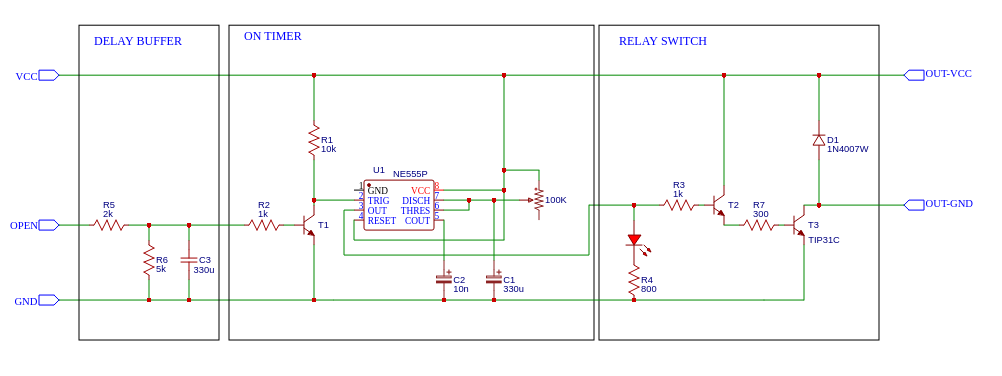 DELAY BUFFER
ON TIMER
RELAY SWITCH
VCC
OUT-VCC
R1
10k
D1
1N4007W
U1
NE555P
1
GND
VCC
8
2
TRIG
DISCH
7
3
OUT
THRES
6
4
RESET
COUT
5
100K
R3
1k
T2
OUT-GND
OPEN
R5
2k
R2
1k
T1
R7
300
T3
TIP31C
R6
5k
C3
330u
C2
10n
C1
330u
R4
800
GND